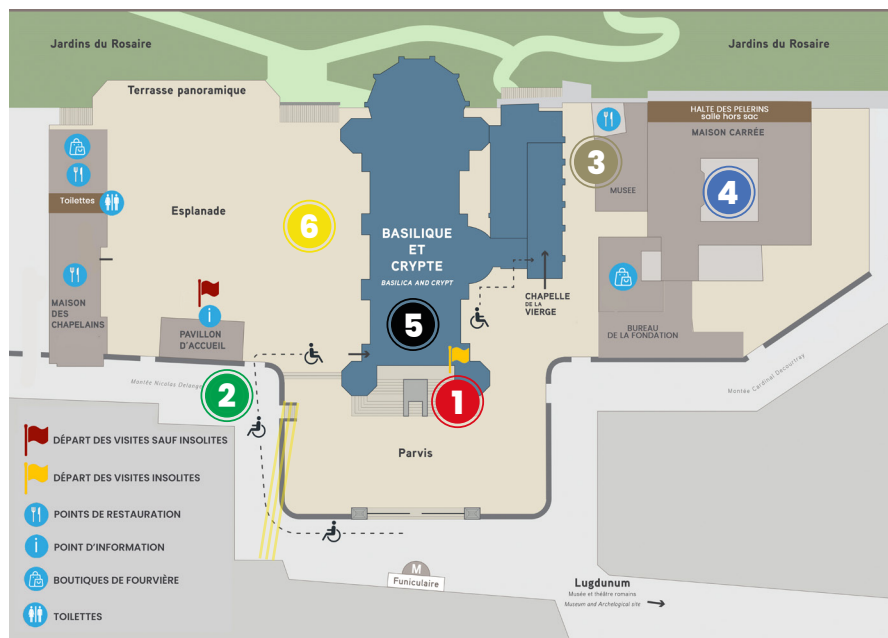 Jardins du Rosaire
Jardins du Rosaire
Terrasse panoramique
HALTE DES PELERINS
salle hors sac
MAISON CARRÉE
3
MUSEE
4
Toilettes
Esplanade
6
BASILIQUE
ET
CRYPTE
BASILICA AND CRYPT
MAISON
DES
CHAPELAINS
i
PAVILLON
D'ACCUEIL
5
CHAPELLE
DE LA
VIERGE
BUREAU
DE LA FONDATION
Montée Nicolas Delange
2
1
Montée Cardinal Decourtray
Parvis
DÉPART DES VISITES SAUF INSOLITES
DÉPART DES VISITES INSOLITES
POINTS DE RESTAURATION
i
POINT D'INFORMATION
BOUTIQUES DE FOURVIÈRE
TOILETTES
M
Funiculaire
Lugdunum
Musée et théâtre romains
Museum and Archelogical site